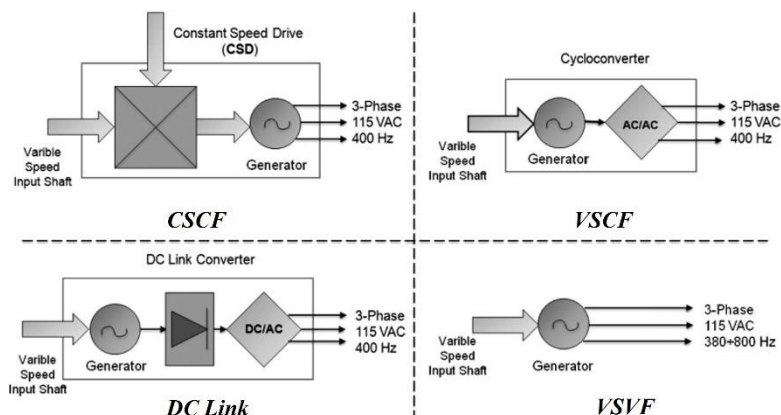 Constant Speed Drive
(CSD)
3-Phase
115 VAC
400 Hz
Varible
Speed
Input Shaft
Generator
CSCF
Cycloconverter
AC/AC
3-Phase
115 VAC
400 Hz
Varible
Speed
Input Shaft
Generator
VSCF
DC Link Converter
DC/AC
3-Phase
115 VAC
400 Hz
Varible
Speed
Input Shaft
Generator
DC Link
3-Phase
115 VAC
380÷800 Hz
Varible
Speed
Input Shaft
Generator
VSVF